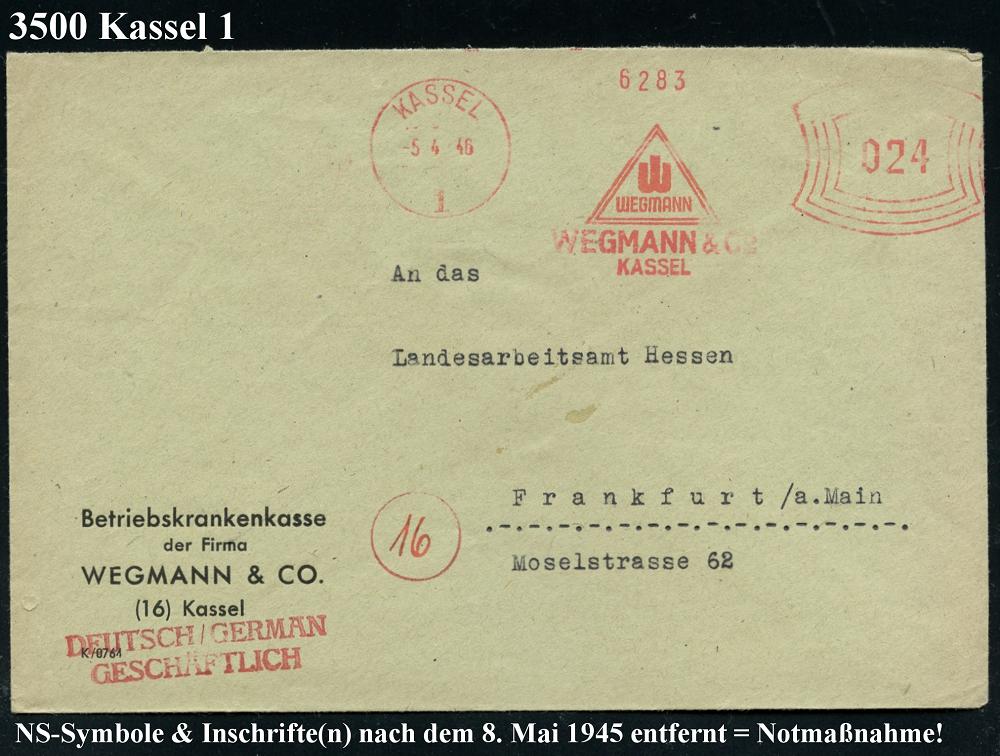 3500 Kassel 1
6283
KASSEL
-5 4 46
1
024
W
WEGMANN
WEGMANN & Co
KASSEL
An das
Landesarbeitsamt Hessen
Frankfurt/a.Main
Moselstrasse 62
16
Betriebskrankenkasse
der Firma
WEGMANN & CO.
(16) Kassel
DEUTSCH/GERMAN
K/0761
GESCHÄFTLICH
NS-Symbole & Inschrifte(n) nach dem 8. Mai 1945 entfernt = Notmaßnahme!